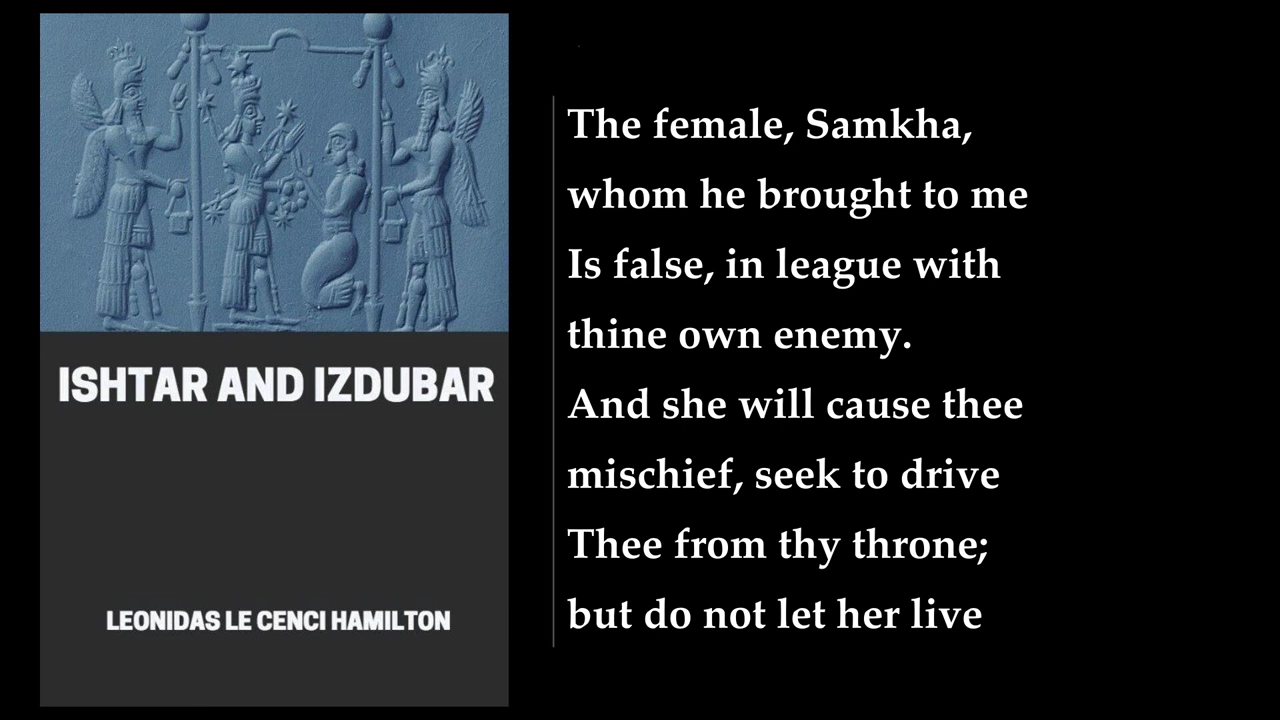 ISHTAR AND IZDUBAR
LEONIDAS LE CENCI HAMILTON
The female, Samkha,
whom he brought to me
Is false, in league with
thine own enemy.
And she will cause thee
mischief, seek to drive
Thee from thy throne;
but do not let her live